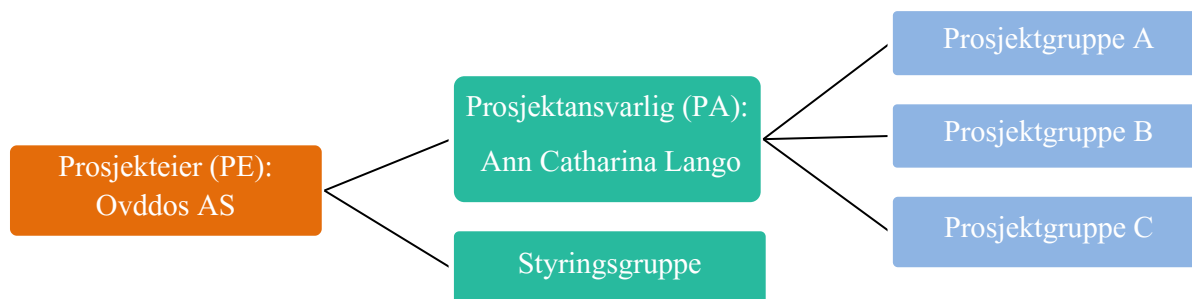 Prosjekteier (PE):
Ovddos AS
Prosjektansvarlig (PA):
Ann Catharina Lango
Styringsgruppe
Prosjektgruppe A
Prosjektgruppe B
Prosjektgruppe C